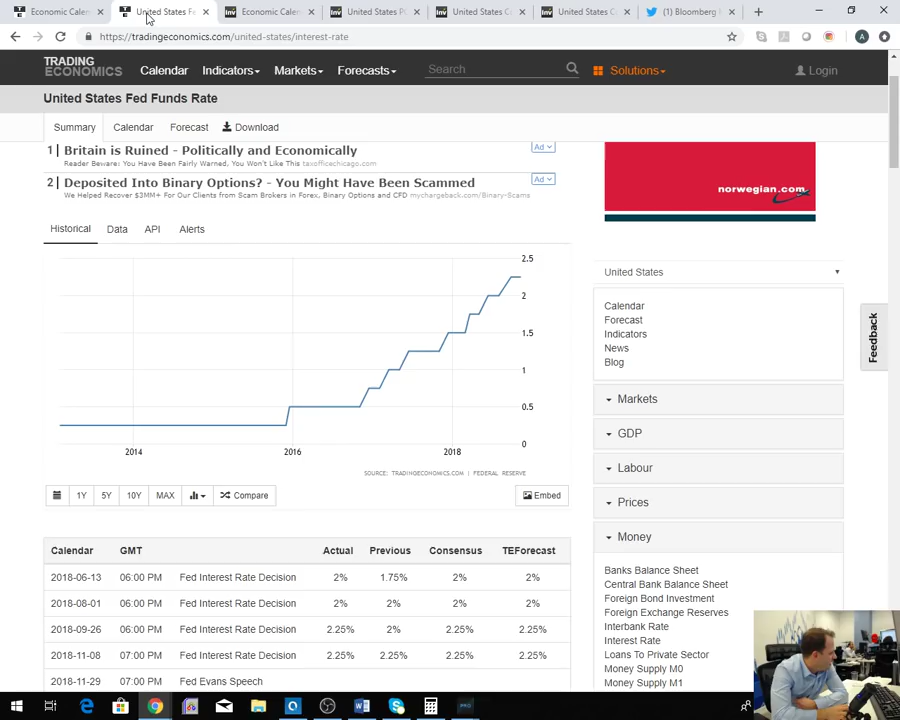 Economic Calen
United States Fe
Economic Calen
United States PC
United States Co
United States Co
(1) Bloomberg
https://tradingeconomics.com/united-states/interest-rate
TRADING
ECONOMICS
Calendar
Indicators
Markets
Forecasts
Search
Solutions
Login
United States Fed Funds Rate
Summary
Calendar
Forecast
Download
1 Britain is Ruined - Politically and Economically
Ad
Reader Beware: You Have Been Fairly Warned, You Won't Like This taxofficechicago.com
2 Deposited Into Binary Options? - You Might Have Been Scammed
Ad
We Helped Recover $3MM+ For Our Clients from Scam Brokers in Forex, Binary Options and CFD mychargeback.com/Binary-Scams
norwegian.com
Historical
Data
API
Alerts
2.5
2
1.5
1
0.5
0
2014
2016
2018
SOURCE: TRADINGECONOMICS.COM | FEDERAL RESERVE
1Y
5Y
10Y
MAX
Compare
Embed
United States
Calendar
Forecast
Indicators
News
Blog
Feedback
Markets
GDP
Labour
Prices
Money
Banks Balance Sheet
Central Bank Balance Sheet
Foreign Bond Investment
Foreign Exchange Reserves
Interbank Rate
Interest Rate
Loans To Private Sector
Money Supply M0
Money Supply M1
Calendar GMT Actual Previous Consensus TEForecast
2018-06-13 06:00 PM Fed Interest Rate Decision 2% 1.75% 2% 2%
2018-08-01 06:00 PM Fed Interest Rate Decision 2% 2% 2% 2%
2018-09-26 06:00 PM Fed Interest Rate Decision 2.25% 2% 2.25% 2.25%
2018-11-08 07:00 PM Fed Interest Rate Decision 2.25% 2.25% 2.25% 2.25%
2018-11-29 07:00 PM Fed Evans Speech